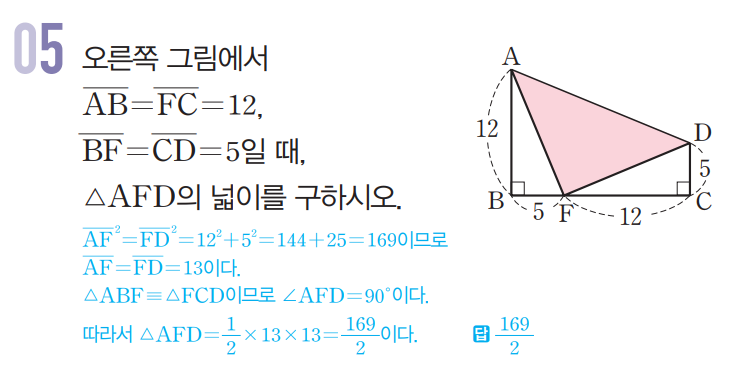 05 오른쪽 그림에서
AB=FC=12,
BF=CD=5일 때,
△AFD의 넓이를 구하시오.
A
12
D
5
B
5
F
12
C
AF²=FD²=12²+5²=144+25=169이므로
AF=FD=13이다.
△ABF≡△FCD이므로 ∠AFD=90°이다.
따라서 △AFD=1/2×13×13=169/2이다.
답 169/2